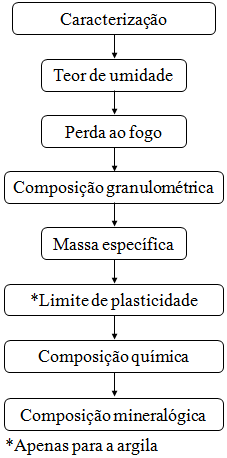 Caracterização
Teor de umidade
Perda ao fogo
Composição granulométrica
Massa específica
*Limite de plasticidade
Composição química
Composição mineralógica
*Apenas para a argila